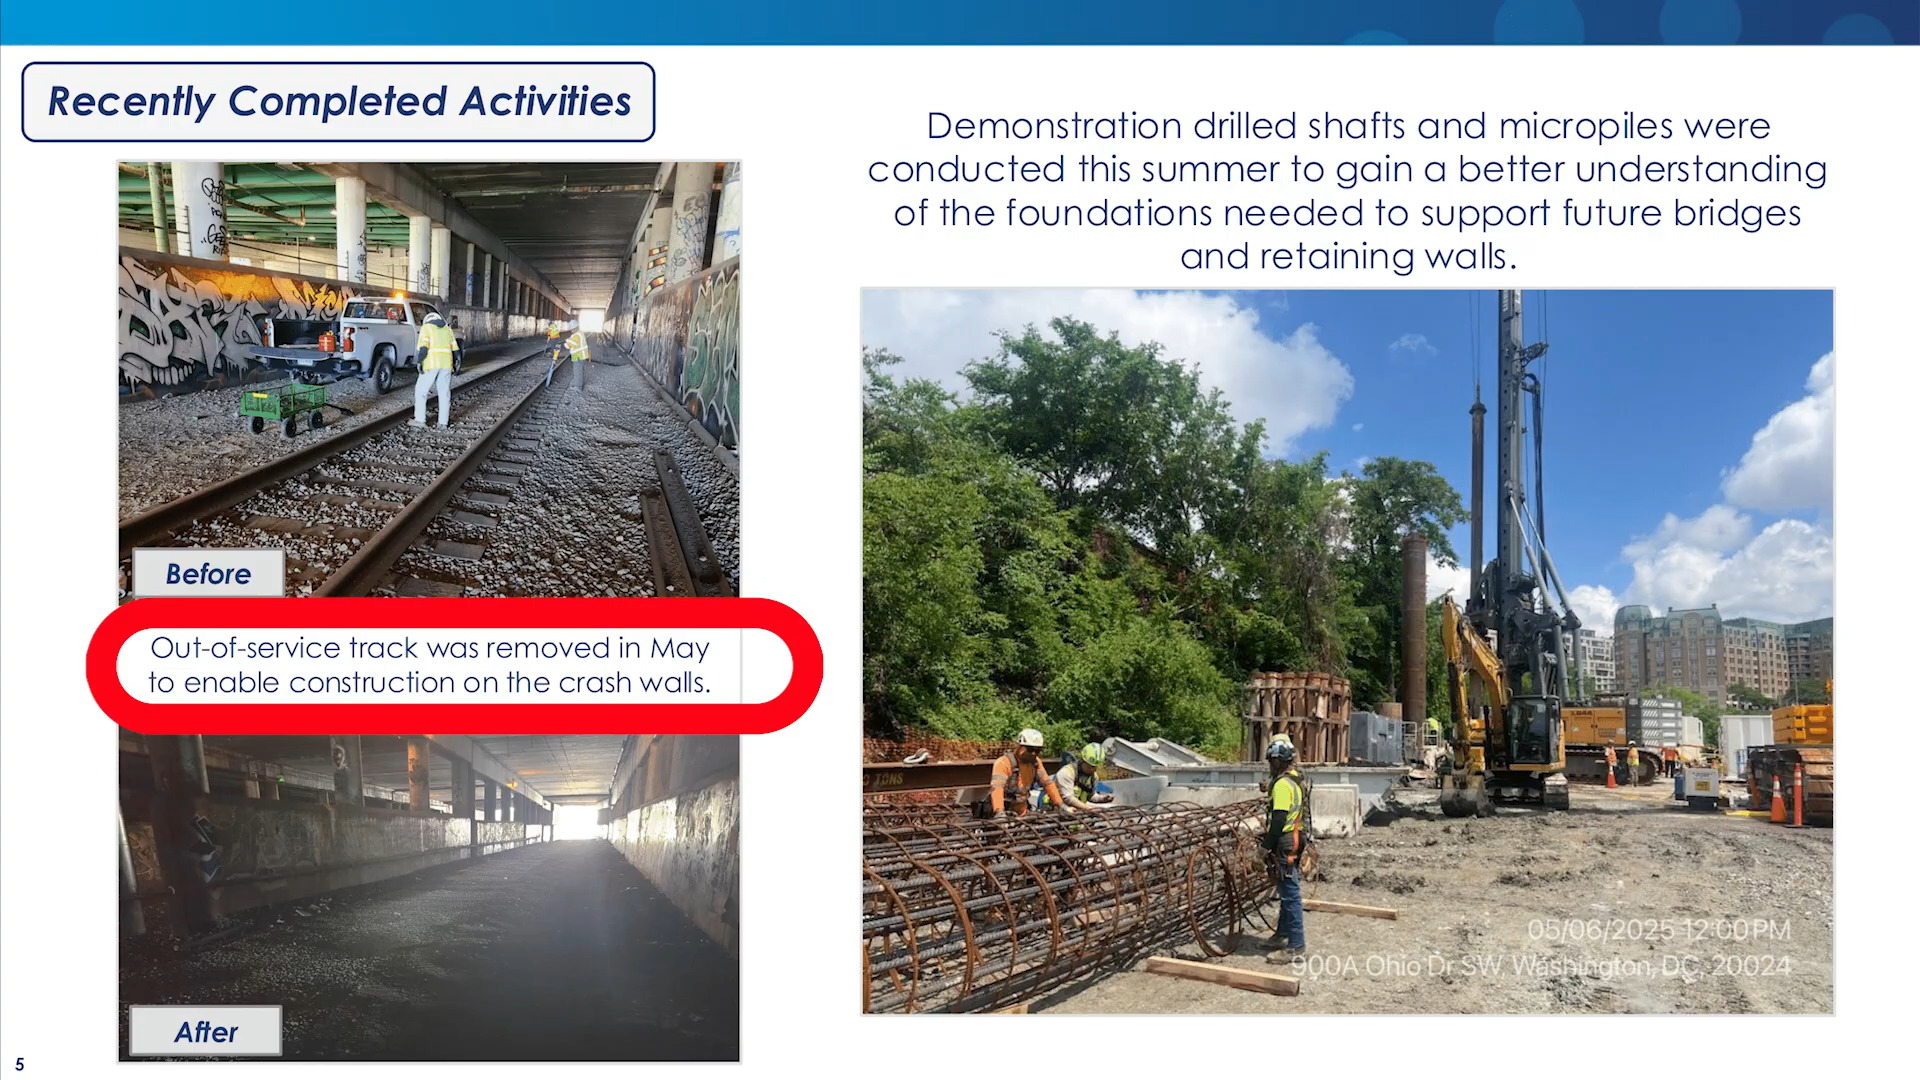 Recently Completed Activities
Before
Out-of-service track was removed in May
to enable construction on the crash walls.
After
Demonstration drilled shafts and micropiles were
conducted this summer to gain a better understanding
of the foundations needed to support future bridges
and retaining walls.
TONS
05/06/2025 12:00PM
900A Ohio Dr SW, Washington, DC, 20024
5